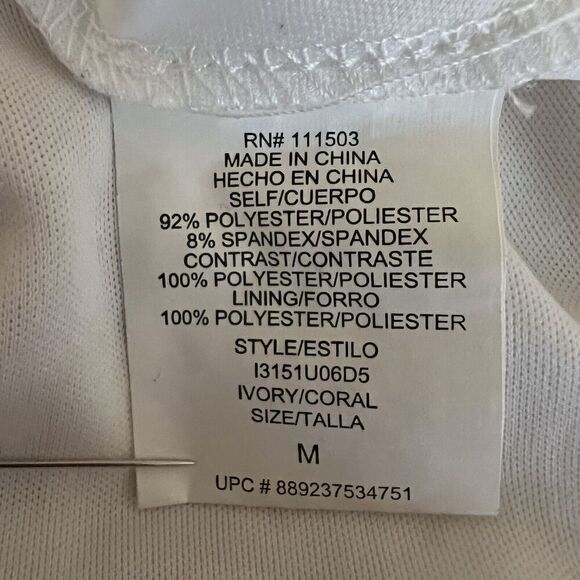 RN# 111503
MADE IN CHINA
HECHO EN CHINA
SELF/CUERPO
92% POLYESTER/POLIESTER
8% SPANDEX/SPANDEX
CONTRAST/CONTRASTE
100% POLYESTER/POLIESTER
LINING/FORRO
100% POLYESTER/POLIESTER
STYLE/ESTILO
I3151U06D5
IVORY/CORAL
SIZE/TALLA
M
UPC # 889237534751